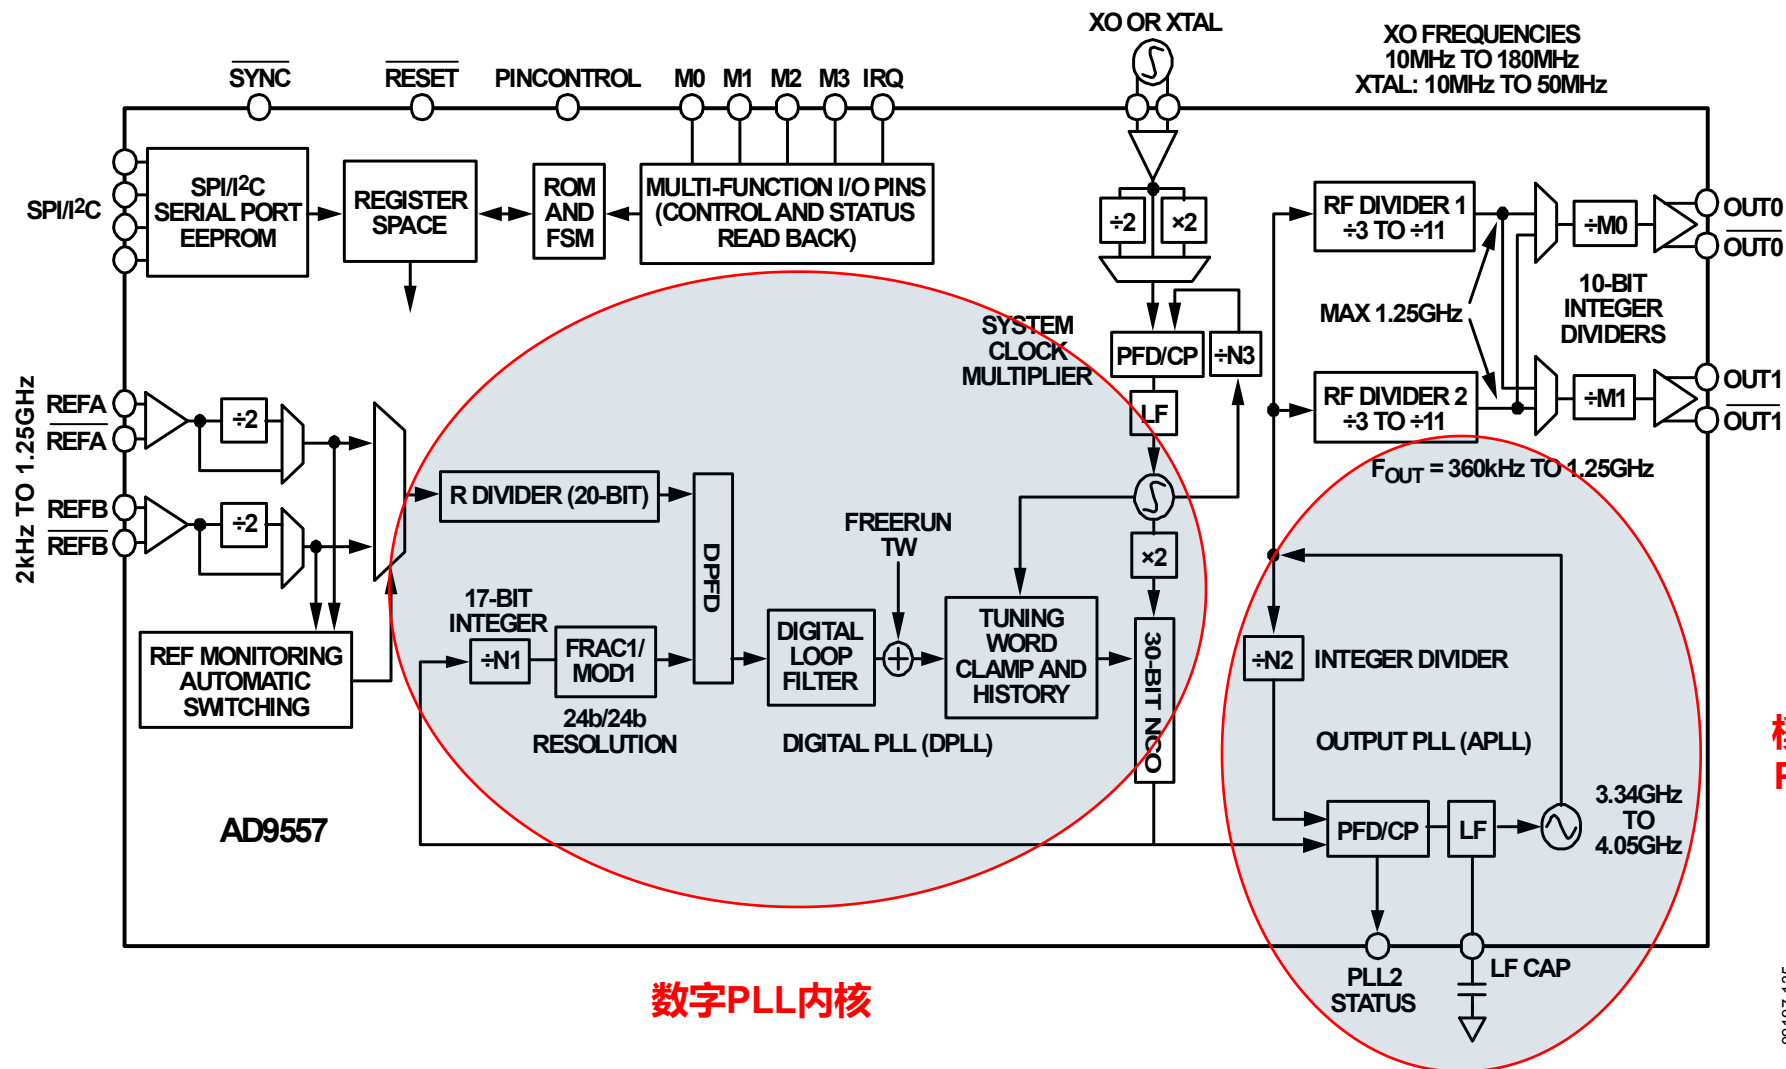 XO OR XTAL
XO FREQUENCIES
10MHz TO 180MHz
XTAL: 10MHz TO 50MHz
SYNC
RESET
PINCONTROL
M0
M1
M2
M3
IRQ
SPI/I²C
SPI/I²C
SERIAL PORT
EEPROM
REGISTER
SPACE
ROM
AND
FSM
MULTI-FUNCTION I/O PINS
(CONTROL AND STATUS
READ BACK)
÷2
×2
RF DIVIDER 1
÷3 TO ÷11
÷M0
OUT0
OUT0
10-BIT
INTEGER
DIVIDERS
MAX 1.25GHz
SYSTEM
CLOCK
MULTIPLIER
PFD/CP
÷N3
LF
RF DIVIDER 2
÷3 TO ÷11
÷M1
OUT1
OUT1
F_OUT = 360kHz TO 1.25GHz
2kHz TO 1.25GHz
REFA
REFA
÷2
REFB
REFB
÷2
R DIVIDER (20-BIT)
DPFD
FREERUN
TW
×2
17-BIT
INTEGER
÷N1
FRAC1/
MOD1
24b/24b
RESOLUTION
DIGITAL
LOOP
FILTER
TUNING
WORD
CLAMP AND
HISTORY
30-BIT NCO
DIGITAL PLL (DPLL)
REF MONITORING
AUTOMATIC
SWITCHING
÷N2
INTEGER DIVIDER
OUTPUT PLL (APLL)
PFD/CP
LF
3.34GHz
TO
4.05GHz
AD9557
PLL2
STATUS
LF CAP
数字PLL内核